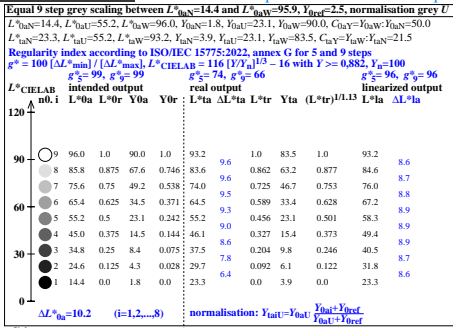 Equal 9 step grey scaling between L*0aN=14.4 and L*0aW=95.9, Y0ref=2.5, normalisation grey U
L*0aN=14.4, L*0aU=55.2, L*0aW=96.0, Y0aN=1.8, Y0aU=23.1, Y0aW=90.0, C0aY=Y0aW:Y0aN=50.0
L*taN=23.3, L*taU=55.2, L*taW=93.2, YtaN=3.9, YtaU=23.1, YtaW=83.5, CtaY=YtaW:YtaN=21.5
Regularity index according to ISO/IEC 15775:2022, annex G for 5 and 9 steps
g* = 100 [ΔL*min] / [ΔL*max], L*CIELAB = 116 [Y/Yn]1/3 – 16 with Y >= 0,882, Yn=100
g*5= 99, g*9= 99 g*5= 74, g*9= 66 g*5= 96, g*9= 96
L*CIELAB intended output real output linearized output
n0. i L*0a L*0r Y0a Y0r L*ta ΔL*ta L*tr Yta (L*tr)1/1.13 L*la ΔL*la
120
9 96.0 1.0 90.0 1.0 93.2 1.0 83.5 1.0 93.2
9.6 8.6
8 85.8 0.875 67.6 0.746 83.6 0.862 63.2 0.877 84.6
90
9.6 8.7
7 75.6 0.75 49.2 0.538 74.0 0.725 46.7 0.753 76.0
9.5 8.8
6 65.4 0.625 34.5 0.371 64.5 0.589 33.4 0.628 67.2
9.3 8.9
60
5 55.2 0.5 23.1 0.242 55.2 0.456 23.1 0.501 58.3
9.0 8.9
4 45.0 0.375 14.5 0.144 46.1 0.327 15.4 0.373 49.4
8.6 8.9
3 34.8 0.25 8.4 0.075 37.5 0.204 9.8 0.246 40.5
30
7.8 8.7
2 24.6 0.125 4.3 0.028 29.7 0.092 6.1 0.122 31.8
6.4 8.6
1 14.4 0.0 1.8 0.0 23.3 0.0 3.9 0.0 23.3
0
ΔL*0a=10.2 (i=1,2,...,8) normalisation: YtaiU=Y0aU (Y0ai+Y0ref)/(Y0aU+Y0ref)